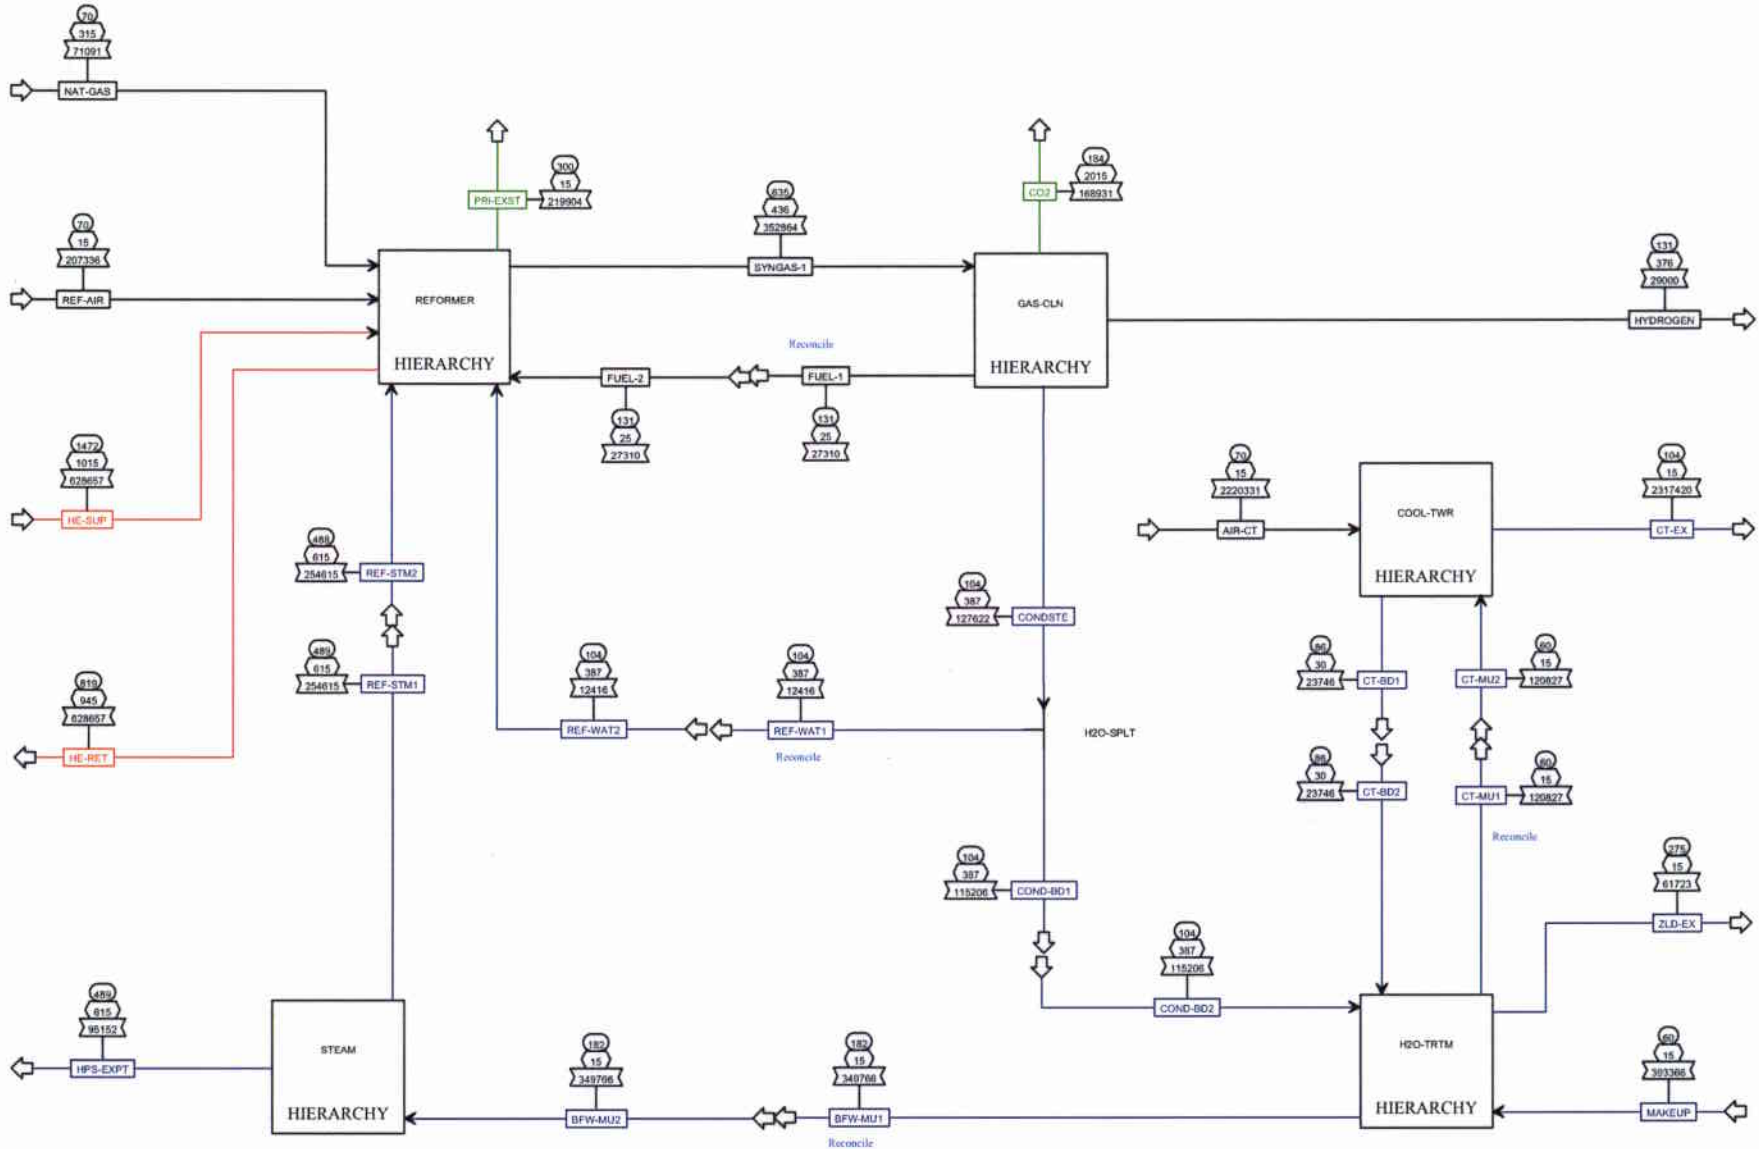 70
315
71091
NAT-GAS
70
15
207336
REF-AIR
300
15
219904
PRI-EXST
635
436
352864
SYNGAS-1
184
2015
168931
CO2
REFORMER
HIERARCHY
GAS-CLN
HIERARCHY
131
376
29000
HYDROGEN
Reconcile
FUEL-2
131
25
27310
FUEL-1
131
25
27310
1472
1015
628657
HE-SUP
819
945
628657
HE-RET
488
615
254615
REF-STM2
489
615
254615
REF-STM1
104
387
127622
CONDSTE
104
387
12416
REF-WAT2
104
387
12416
REF-WAT1
Reconcile
H2O-SPLT
70
15
2220331
AIR-CT
COOL-TWR
HIERARCHY
104
15
2317420
CT-EX
86
30
23746
CT-BD1
86
30
23746
CT-BD2
60
15
120827
CT-MU2
60
15
120827
CT-MU1
Reconcile
104
387
115206
COND-BD1
104
387
115206
COND-BD2
275
15
61723
ZLD-EX
H2O-TRTM
HIERARCHY
60
15
MAKEUP
489
615
95152
HPS-EXPT
STEAM
HIERARCHY
182
15
349766
BFW-MU2
182
15
349766
BFW-MU1
Reconcile